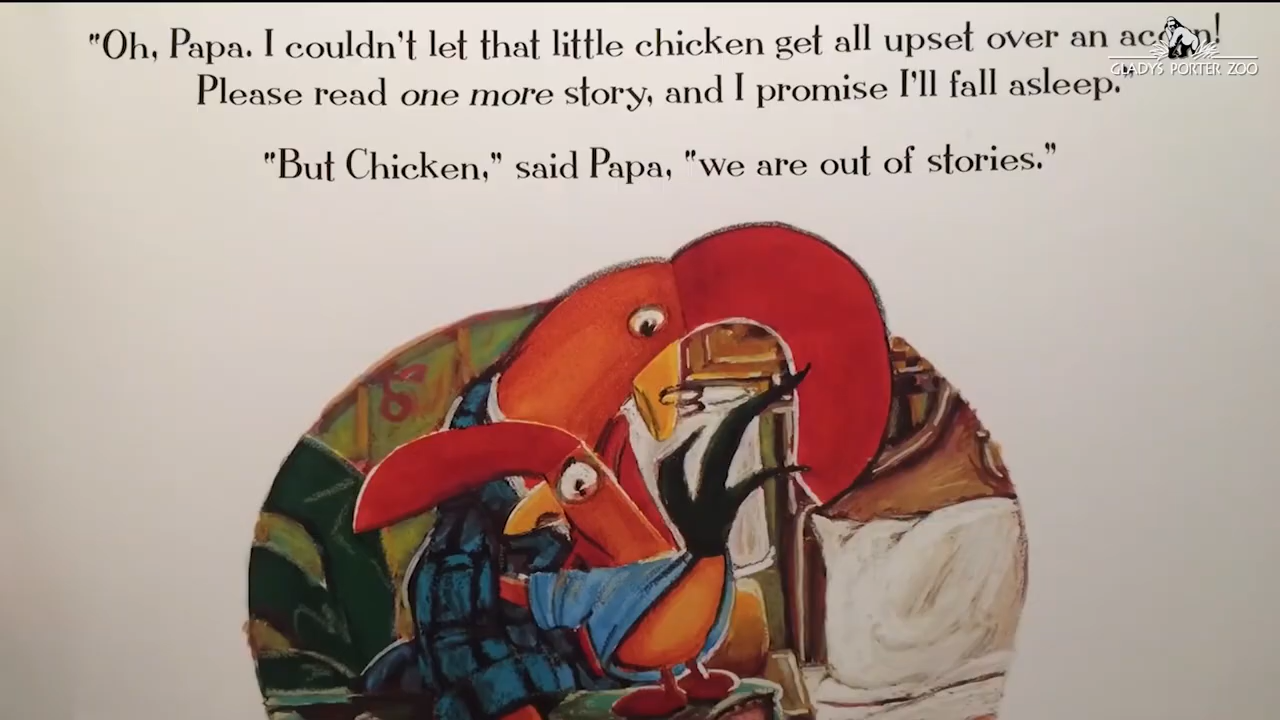 "Oh, Papa. I couldn't let that little chicken get all upset over an acorn!
Please read one more story, and I promise I'll fall asleep."
"But Chicken," said Papa, "we are out of stories."
GLADYS PORTER ZOO